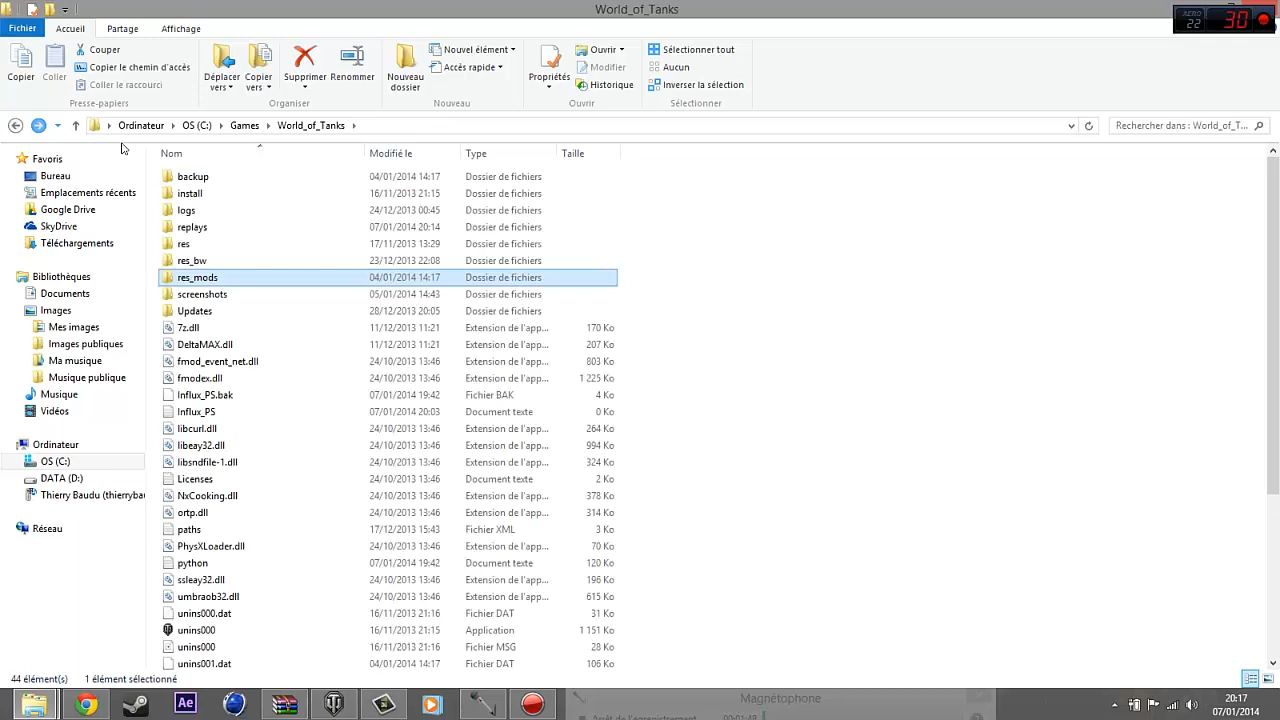 World_of_Tanks
AERO 22 30
Fichier Accueil Partage Affichage
Copier
Coller
Couper
Copier le chemin d'accès
Coller le raccourci
Presse-papiers
Déplacer vers
Copier vers
Supprimer
Renommer
Organiser
Nouveau dossier
Nouvel élément
Accès rapide
Nouveau
Propriétés
Ouvrir
Modifier
Historique
Ouvrir
Sélectionner tout
Aucun
Inverser la sélection
Sélectionner
Ordinateur OS (C:) Games World_of_Tanks
Rechercher dans : World_of_T...
Favoris
Bureau
Emplacements récents
Google Drive
SkyDrive
Téléchargements
Bibliothèques
Documents
Images
Mes images
Images publiques
Ma musique
Musique publique
Musique
Vidéos
Ordinateur
OS (C:)
DATA (D:)
Thierry Baudu (thierrybau
Réseau
Nom Modifié le Type Taille
backup 04/01/2014 14:17 Dossier de fichiers
install 16/11/2013 21:15 Dossier de fichiers
logs 24/12/2013 00:45 Dossier de fichiers
replays 07/01/2014 20:14 Dossier de fichiers
res 17/11/2013 13:29 Dossier de fichiers
res_bw 23/12/2013 22:08 Dossier de fichiers
res_mods 04/01/2014 14:17 Dossier de fichiers
screenshots 05/01/2014 14:43 Dossier de fichiers
Updates 28/12/2013 20:05 Dossier de fichiers
7z.dll 11/12/2013 11:21 Extension de l'app... 170 Ko
DeltaMAX.dll 11/12/2013 11:21 Extension de l'app... 207 Ko
fmod_event_net.dll 24/10/2013 13:46 Extension de l'app... 803 Ko
fmodex.dll 24/10/2013 13:46 Extension de l'app... 1 225 Ko
Influx_PS.bak 07/01/2014 19:42 Fichier BAK 4 Ko
Influx_PS 07/01/2014 20:03 Document texte 0 Ko
libcurl.dll 24/10/2013 13:46 Extension de l'app... 264 Ko
libeay32.dll 24/10/2013 13:46 Extension de l'app... 994 Ko
libsndfile-1.dll 24/10/2013 13:46 Extension de l'app... 324 Ko
Licenses 24/10/2013 13:46 Document texte 2 Ko
NxCooking.dll 24/10/2013 13:46 Extension de l'app... 378 Ko
ortp.dll 24/10/2013 13:46 Extension de l'app... 314 Ko
paths 17/12/2013 15:43 Fichier XML 3 Ko
PhysXLoader.dll 24/10/2013 13:46 Extension de l'app... 70 Ko
python 07/01/2014 19:42 Document texte 120 Ko
ssleay32.dll 24/10/2013 13:46 Extension de l'app... 196 Ko
umbraob32.dll 24/10/2013 13:46 Extension de l'app... 615 Ko
unins000.dat 16/11/2013 21:16 Fichier DAT 31 Ko
unins000 16/11/2013 21:15 Application 1 151 Ko
unins000 16/11/2013 21:16 Fichier MSG 28 Ko
unins001.dat 04/01/2014 14:17 Fichier DAT 106 Ko
44 élément(s) 1 élément sélectionné
Ae
Magnétophone
Arrêt de l'enregistrement 00:01:48
20:17
07/01/2014